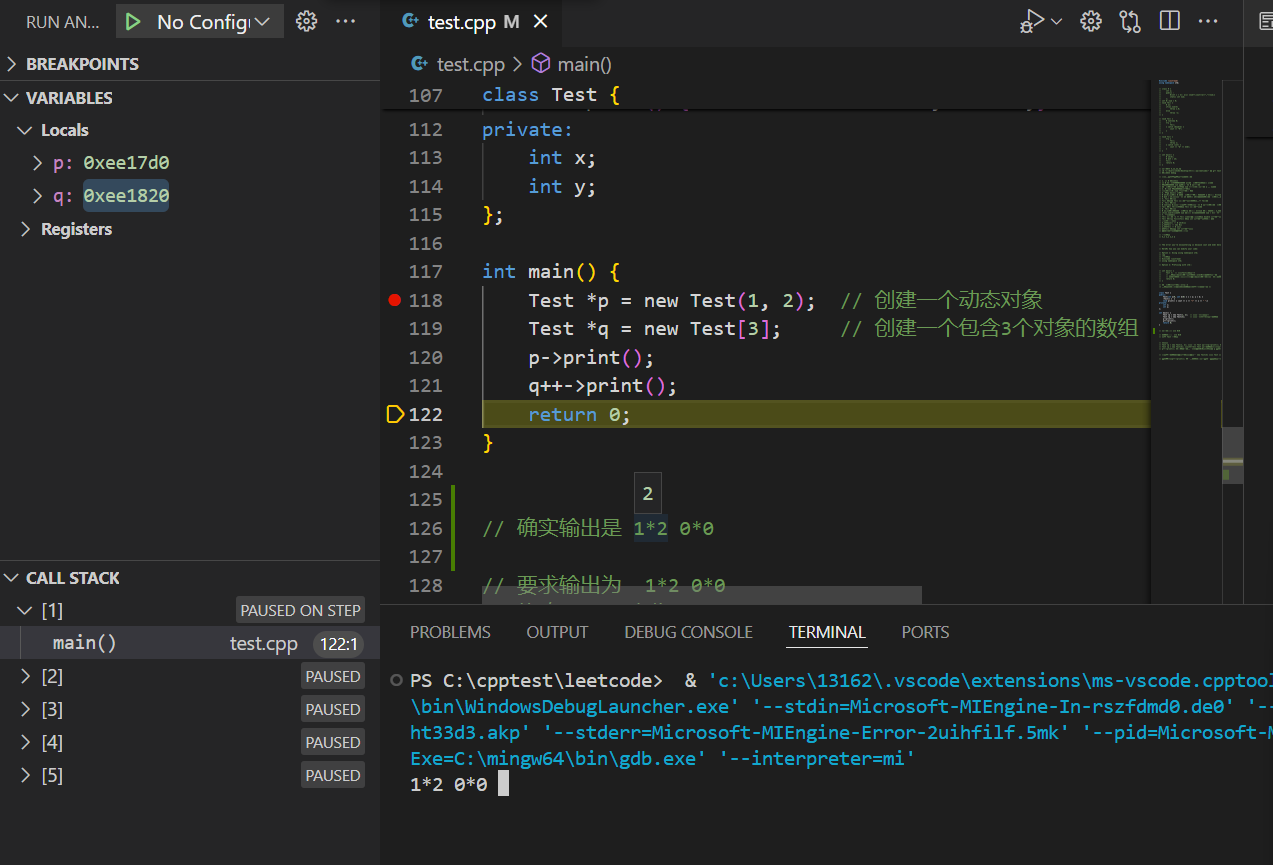 RUN AN... No Config
BREAKPOINTS
VARIABLES
Locals
p: 0xee17d0
q: 0xee1820
Registers
CALL STACK
[1] PAUSED ON STEP
main() test.cpp 122:1
[2] PAUSED
[3] PAUSED
[4] PAUSED
[5] PAUSED
test.cpp M
test.cpp > main()
107 class Test {
112 private:
113 int x;
114 int y;
115 };
116
117 int main() {
118 Test *p = new Test(1, 2); // 创建一个动态对象
119 Test *q = new Test[3]; // 创建一个包含3个对象的数组
120 p->print();
121 q++->print();
122 return 0;
123 }
124
2
125
126 // 确实输出是 1*2 0*0
127
128 // 要求输出为 1*2 0*0
PROBLEMS OUTPUT DEBUG CONSOLE TERMINAL PORTS
PS C:\cpptest\leetcode> & 'c:\Users\13162\.vscode\extensions\ms-vscode.cpptool
\bin\WindowsDebugLauncher.exe' '--stdin=Microsoft-MIEngine-In-rszfdmd0.de0' '--
ht33d3.akp' '--stderr=Microsoft-MIEngine-Error-2uihfilf.5mk' '--pid=Microsoft-M
Exe=C:\mingw64\bin\gdb.exe' '--interpreter=mi'
1*2 0*0